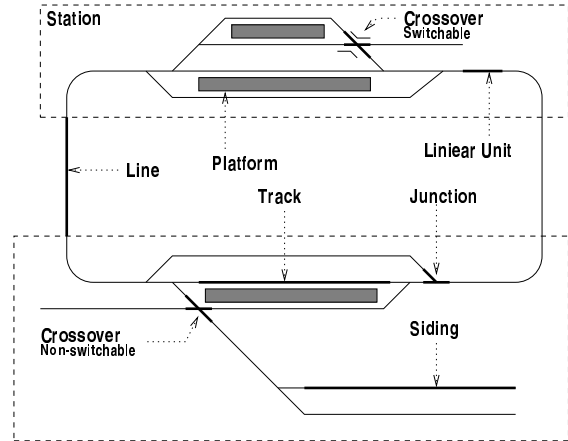 Station
Crossover
Switchable
Platform
Liniear Unit
Line
Track
Junction
Crossover
Non-switchable
Siding